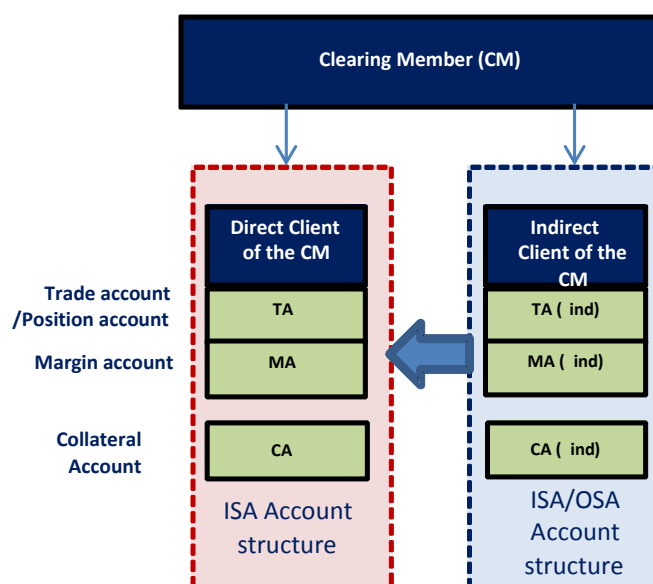 Clearing Member (CM)
Direct Client
of the CM
Indirect
Client of the
CM
Trade account
/Position account
TA
TA ( ind)
Margin account
MA
MA ( ind)
Collateral
Account
CA
CA ( ind)
ISA Account
structure
ISA/OSA
Account
structure